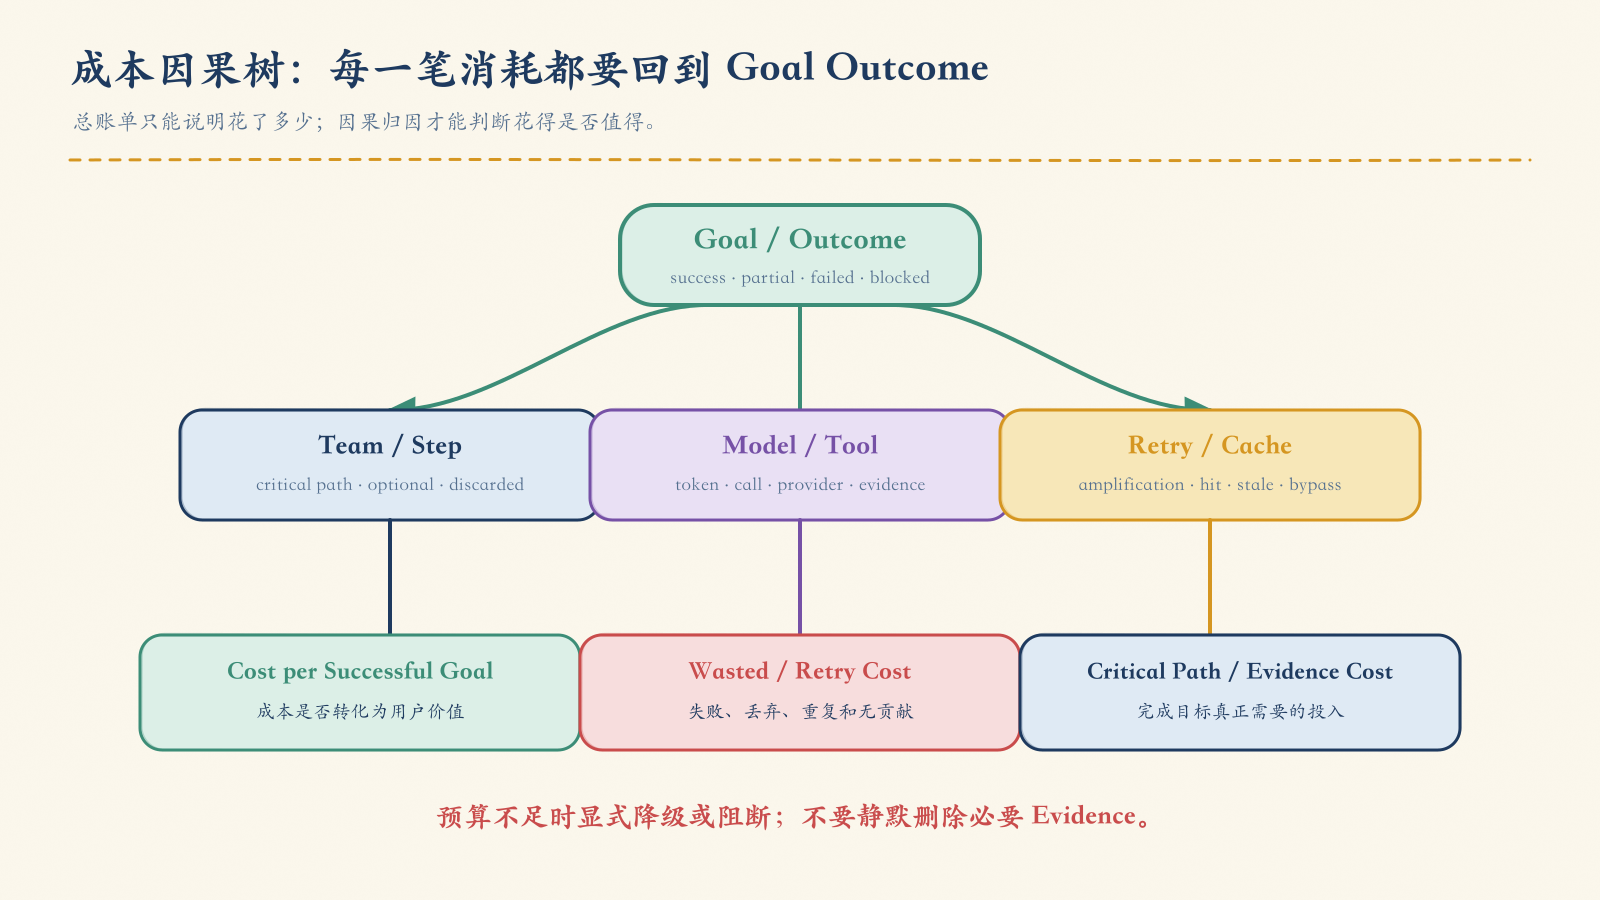 成本因果树：每一笔消耗都要回到 Goal Outcome
总账单只能说明花了多少；因果归因才能判断花得是否值得。
Goal / Outcome
success · partial · failed · blocked
Team / Step
critical path · optional · discarded
Model / Tool
token · call · provider · evidence
Retry / Cache
amplification · hit · stale · bypass
Cost per Successful Goal
成本是否转化为用户价值
Wasted / Retry Cost
失败、丢弃、重复和无贡献
Critical Path / Evidence Cost
完成目标真正需要的投入
预算不足时显式降级或阻断；不要静默删除必要 Evidence。